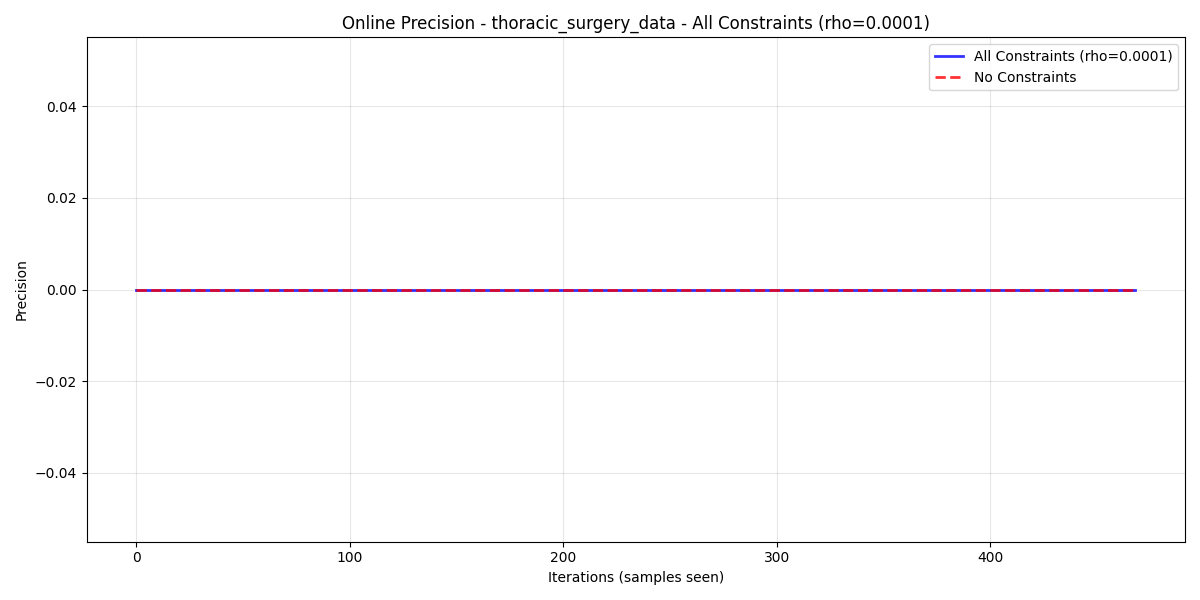 Online Precision - thoracic_surgery_data - All Constraints (rho=0.0001)
All Constraints (rho=0.0001)
No Constraints
Precision
0.04
0.02
0.00
−0.02
−0.04
0
100
200
300
400
Iterations (samples seen)